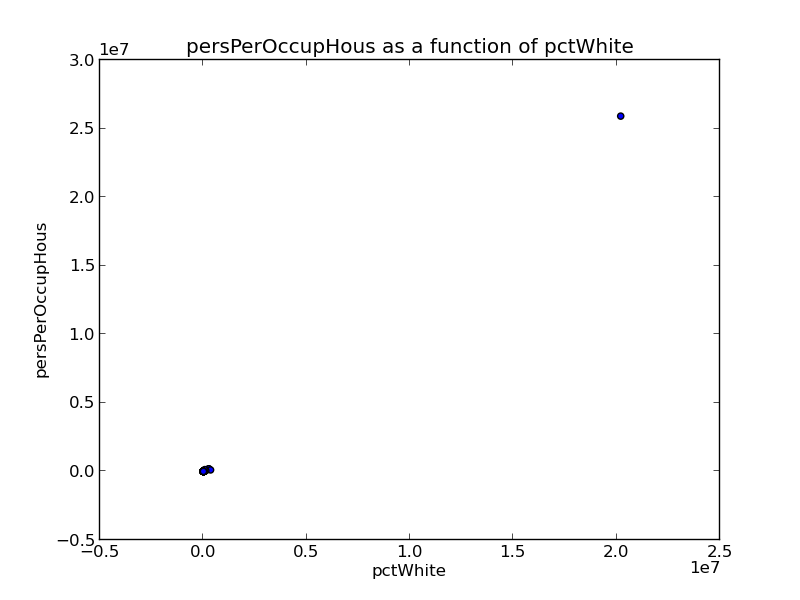 persPerOccupHous as a function of pctWhite
1e7
3.0
2.5
2.0
1.5
1.0
0.5
0.0
−0.5
persPerOccupHous
−0.5 0.0 0.5 1.0 1.5 2.0 2.5
1e7
pctWhite